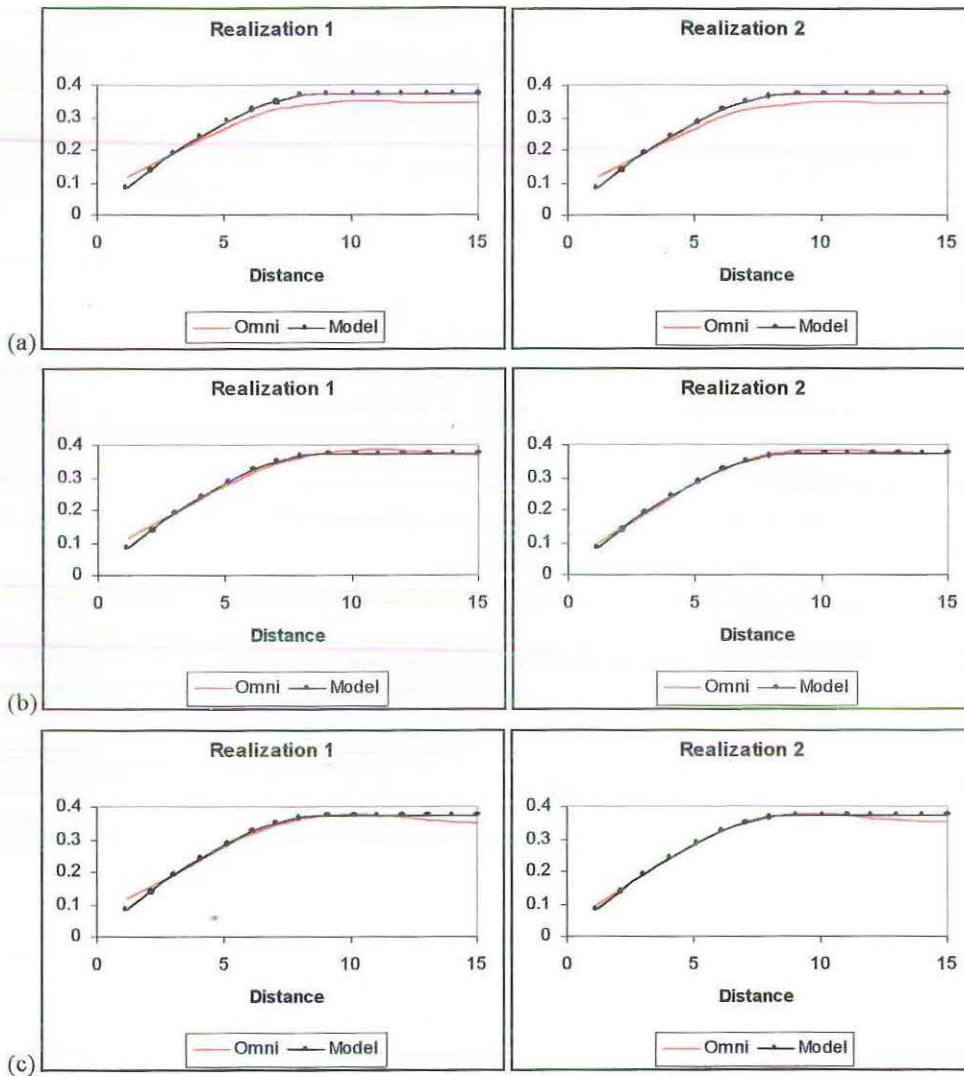 Realization 1
0.4
0.3
0.2
0.1
0
0 5 10 15
Distance
Omni Model
Realization 2
0.4
0.3
0.2
0.1
0
0 5 10 15
Distance
Omni Model
(a)
Realization 1
0.4
0.3
0.2
0.1
0
0 5 10 15
Distance
Omni Model
Realization 2
0.4
0.3
0.2
0.1
0
0 5 10 15
Distance
Omni Model
(b)
Realization 1
0.4
0.3
0.2
0.1
0
0 5 10 15
Distance
Omni Model
Realization 2
0.4
0.3
0.2
0.1
0
0 5 10 15
Distance
Omni Model
(c)